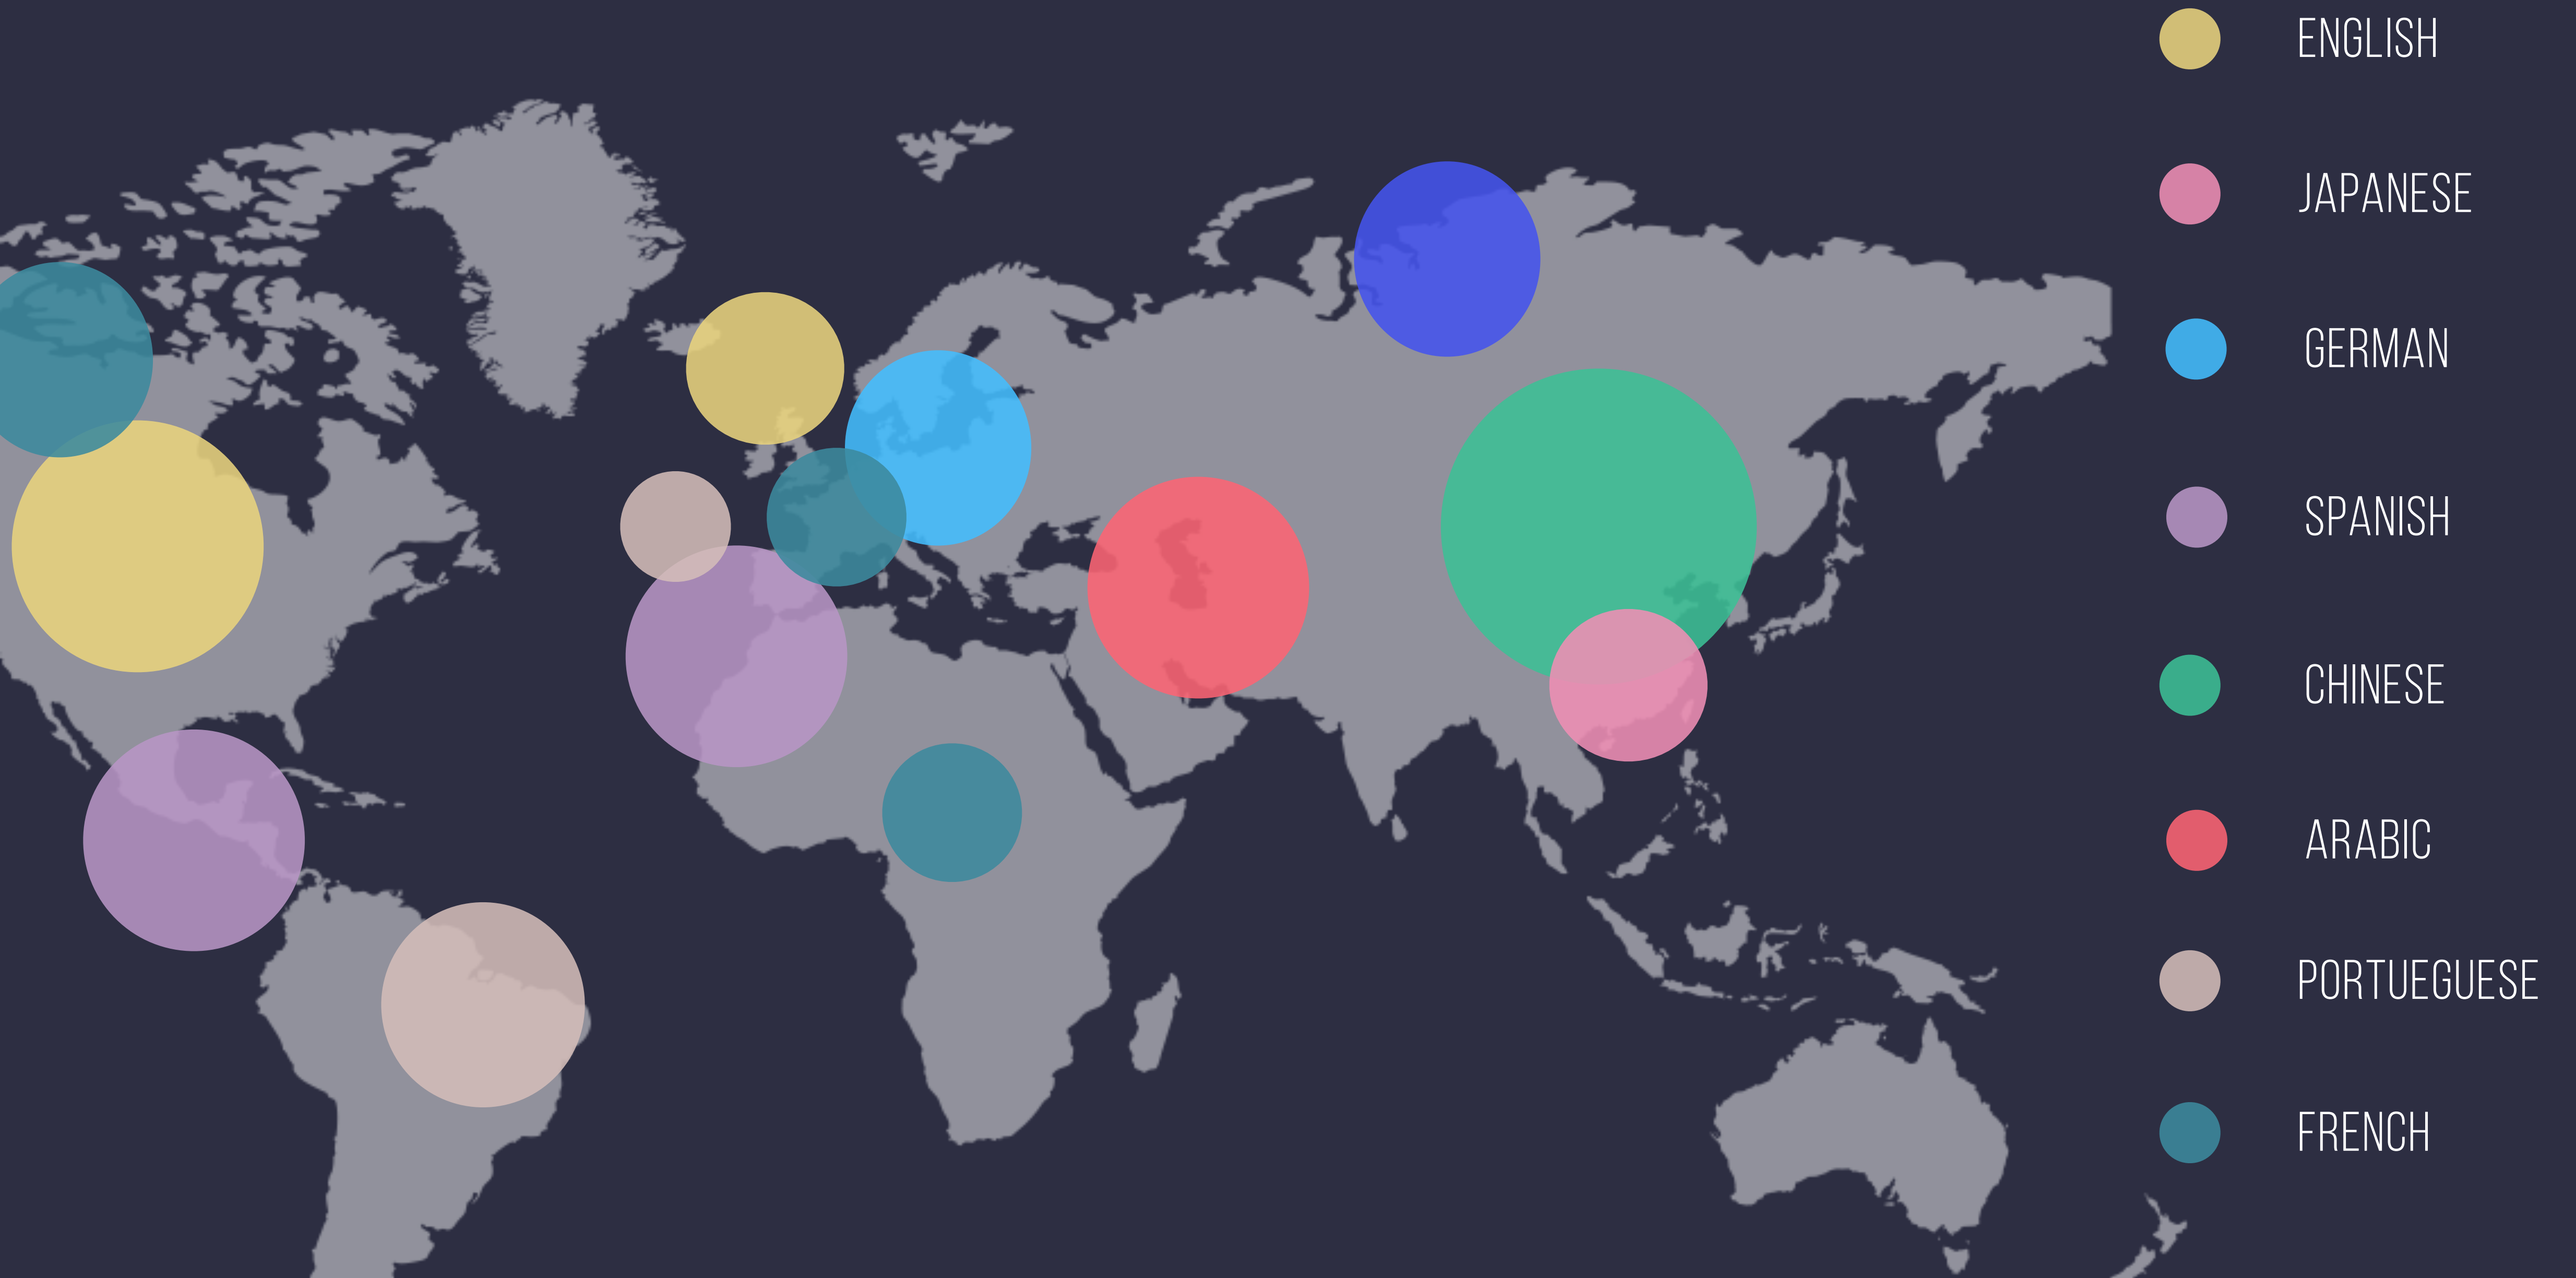 ENGLISH
JAPANESE
GERMAN
SPANISH
CHINESE
ARABIC
PORTUEGUESE
FRENCH